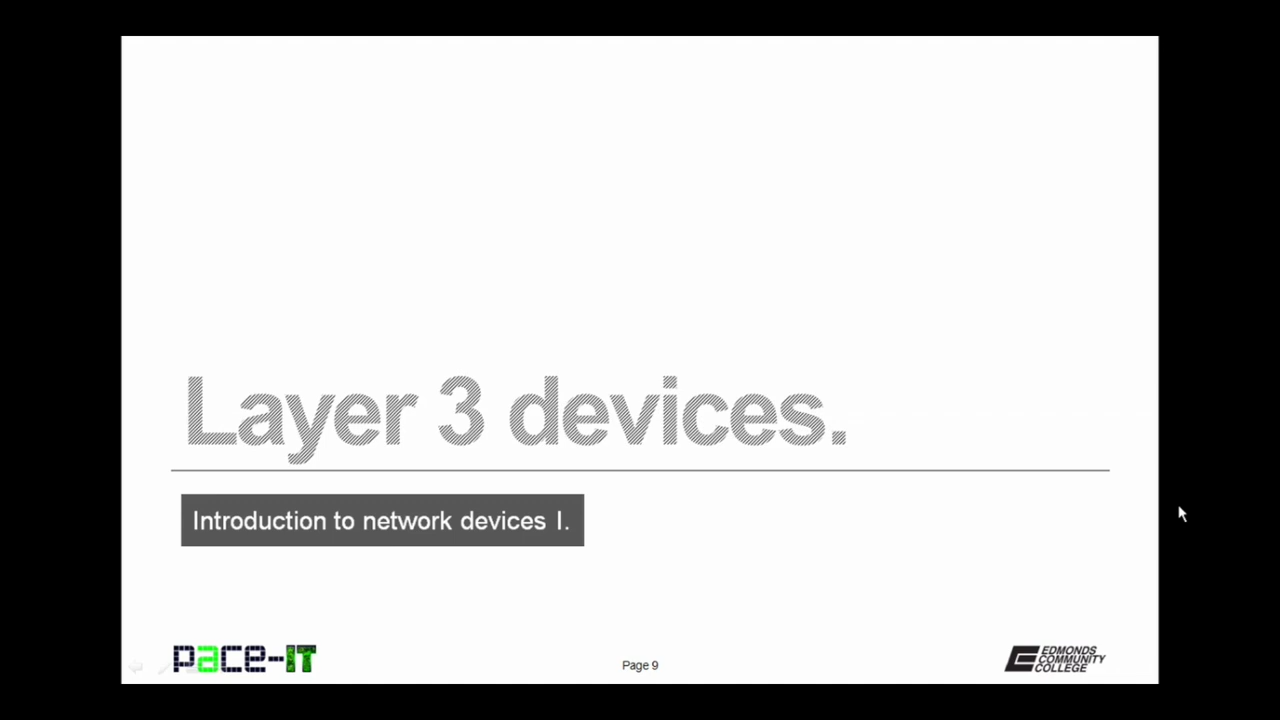 Layer 3 devices.
Introduction to network devices I.
pace-IT
Page 9
EDMONDS
COMMUNITY
COLLEGE